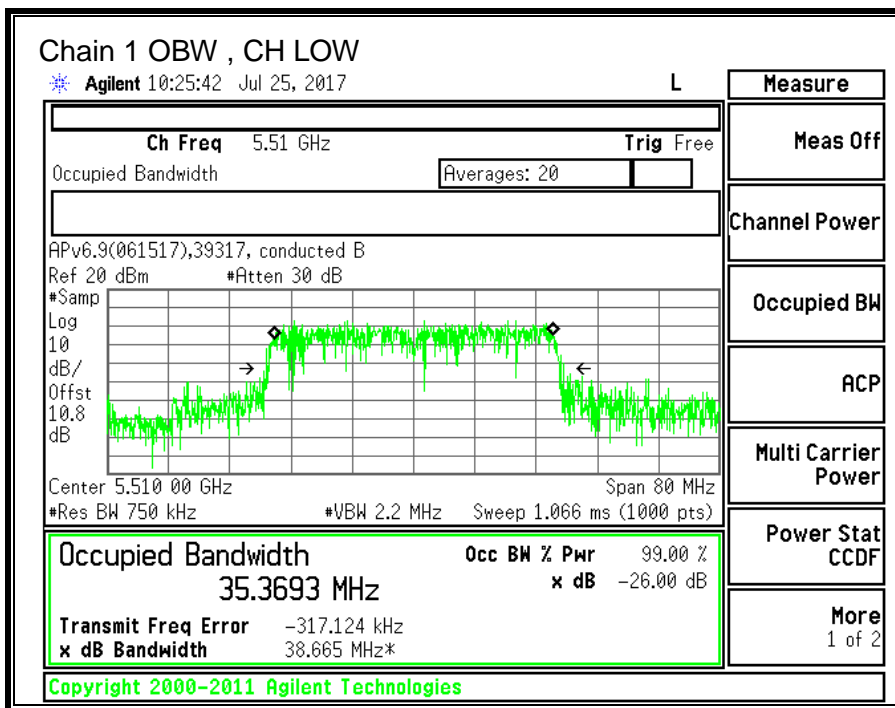 Chain 1 OBW , CH LOW
Agilent 10:25:42 Jul 25, 2017 L
Measure
Ch Freq 5.51 GHz Trig Free
Occupied Bandwidth Averages: 20
Meas Off
Channel Power
APv6.9(061517),39317, conducted B
Ref 20 dBm #Atten 30 dB
#Samp
Log
10
dB/
Offst
10.8
dB
Occupied BW
ACP
Center 5.510 00 GHz Span 80 MHz
#Res BW 750 kHz #VBW 2.2 MHz Sweep 1.066 ms (1000 pts)
Multi Carrier
Power
Occupied Bandwidth Occ BW % Pwr 99.00 %
35.3693 MHz x dB -26.00 dB
Transmit Freq Error -317.124 kHz
x dB Bandwidth 38.665 MHz*
Power Stat
CCDF
More
1 of 2
Copyright 2000-2011 Agilent Technologies